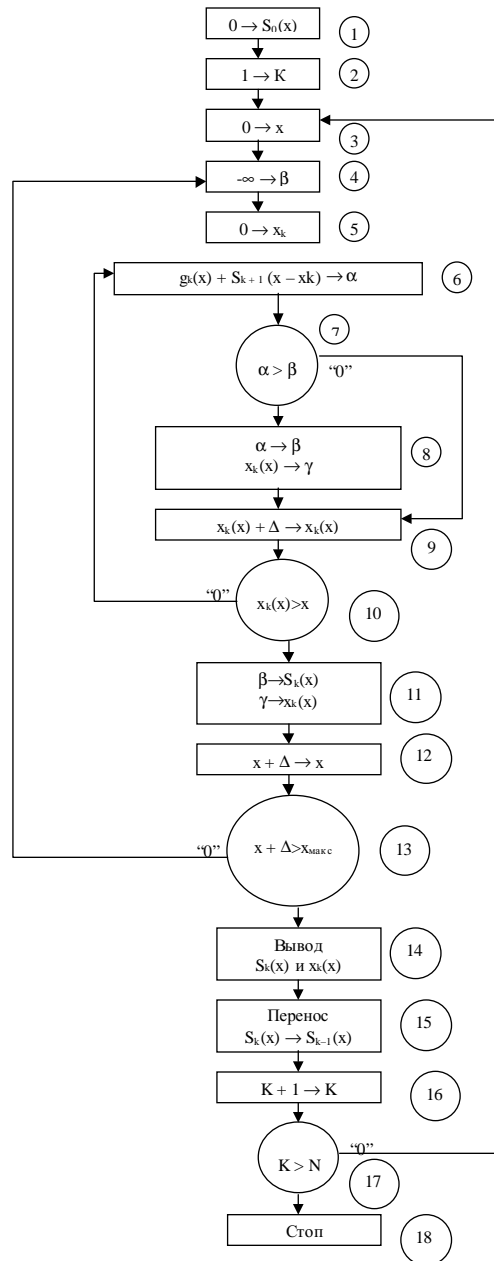 0 → S₀(x)
1
1 → K
2
0 → x
3
-∞ → β
4
0 → xₖ
5
gₖ(x) + Sₖ₊₁ (x – xk) → α
6
7
α > β
“0”
α → β
xₖ(x) → γ
8
xₖ(x) + Δ → xₖ(x)
9
“0”
xₖ(x)>x
10
β→Sₖ(x)
γ→xₖ(x)
11
x + Δ → x
12
“0”
x + Δ>xмакс
13
Вывод
Sₖ(x) и xₖ(x)
14
Перенос
Sₖ(x) → Sₖ₋₁(x)
15
K + 1 → K
16
“0”
K > N
17
Стоп
18